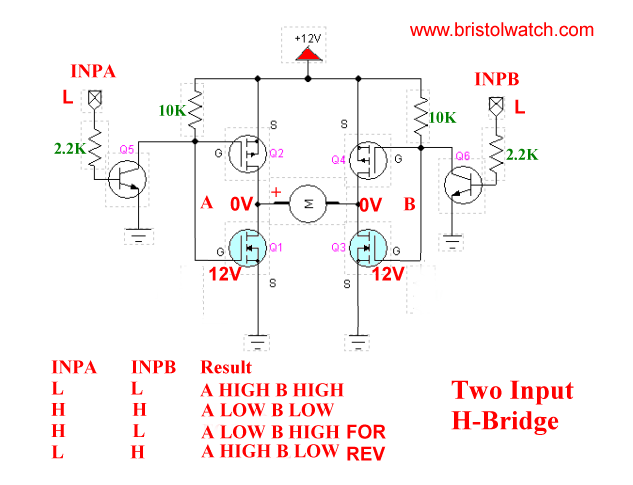 www.bristolwatch.com
+12V
INPA
INPB
L
L
10K
10K
S
S
2.2K
Q5
G
Q2
Q4
G
Q6
2.2K
A
0V
+
M
0V
B
G
Q1
Q3
G
12V
12V
S
S
INPA INPB Result
L L A HIGH B HIGH
H H A LOW B LOW
H L A LOW B HIGH FOR
L H A HIGH B LOW REV
Two Input
H-Bridge